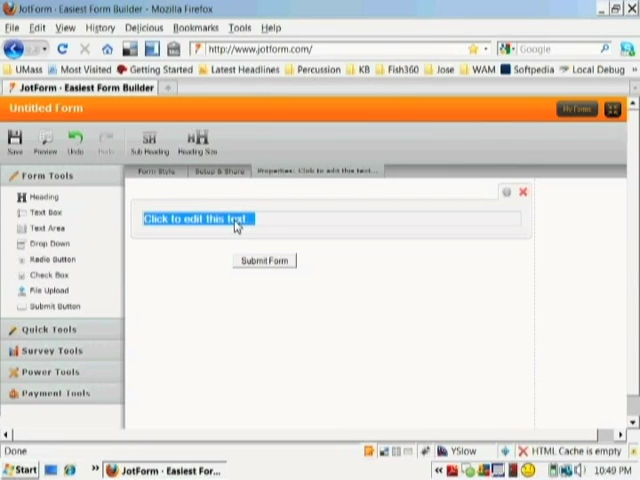 JotForm · Easiest Form Builder - Mozilla Firefox
File Edit View History Delicious Bookmarks Tools Help
http://www.jotform.com/
Google
UMass Most Visited Getting Started Latest Headlines Percussion KB Fish360 Jose WAM Softpedia Local Debug
JotForm · Easiest Form Builder
Untitled Form
My Forms
Save Preview Undo Redo Sub Heading Heading Size
Form Tools
Form Style Setup & Share Properties: Click to edit this text...
Heading
Text Box
Text Area
Drop Down
Radio Button
Check Box
File Upload
Submit Button
Click to edit this text...
Submit Form
Quick Tools
Survey Tools
Power Tools
Payment Tools
Done
YSlow
HTML Cache is empty
Start
JotForm · Easiest For...
10:49 PM